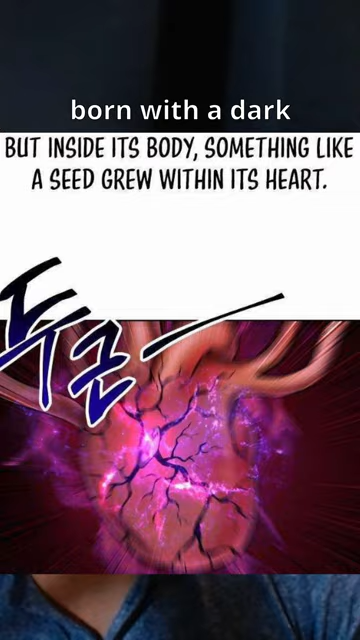 born with a dark
BUT INSIDE ITS BODY, SOMETHING LIKE
A SEED GREW WITHIN ITS HEART.
두근